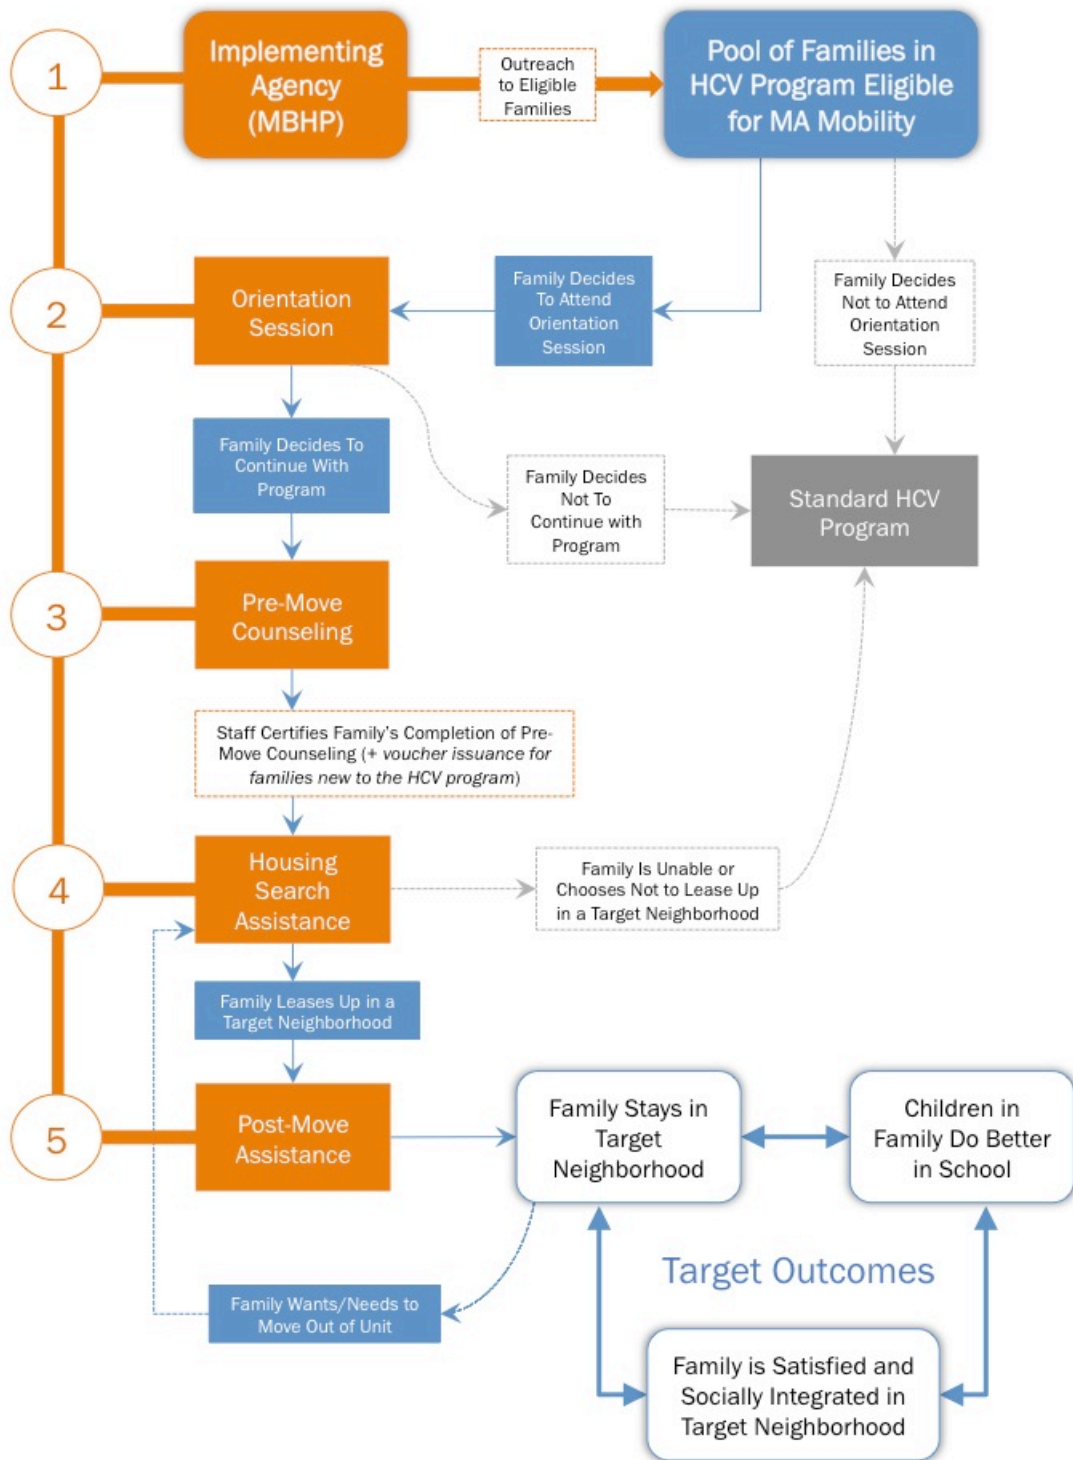 1
Implementing
Agency
(MBHP)
Outreach
to Eligible
Families
Pool of Families in
HCV Program Eligible
for MA Mobility
2
Orientation
Session
Family Decides
To Attend
Orientation
Session
Family Decides
Not to Attend
Orientation
Session
Family Decides To
Continue With
Program
Family Decides
Not To
Continue with
Program
Standard HCV
Program
3
Pre-Move
Counseling
Staff Certifies Family’s Completion of Pre-
Move Counseling (+ voucher issuance for
families new to the HCV program)
4
Housing
Search
Assistance
Family Is Unable or
Chooses Not to Lease Up
in a Target Neighborhood
Family Leases Up in a
Target Neighborhood
5
Post-Move
Assistance
Family Stays in
Target
Neighborhood
Children in
Family Do Better
in School
Target Outcomes
Family Wants/Needs to
Move Out of Unit
Family is Satisfied and
Socially Integrated in
Target Neighborhood